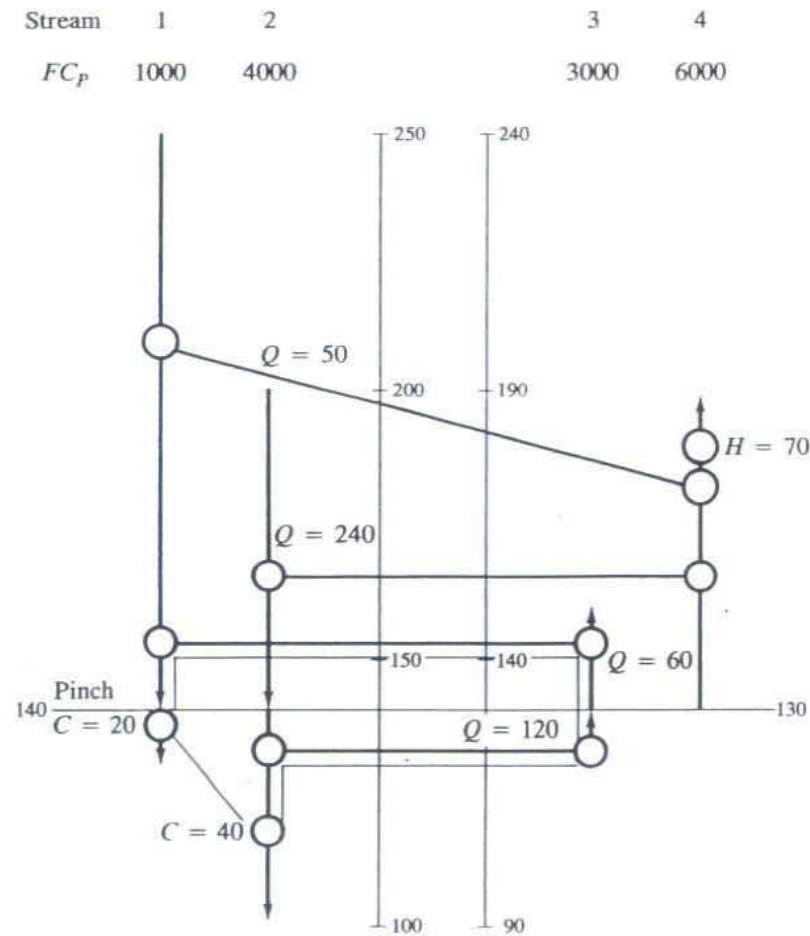 Stream 1 2 3 4
FC_P 1000 4000 3000 6000
250 240
Q = 50
200 190
H = 70
Q = 240
150 140
Q = 60
Pinch
140 130
C = 20
Q = 120
C = 40
100 90